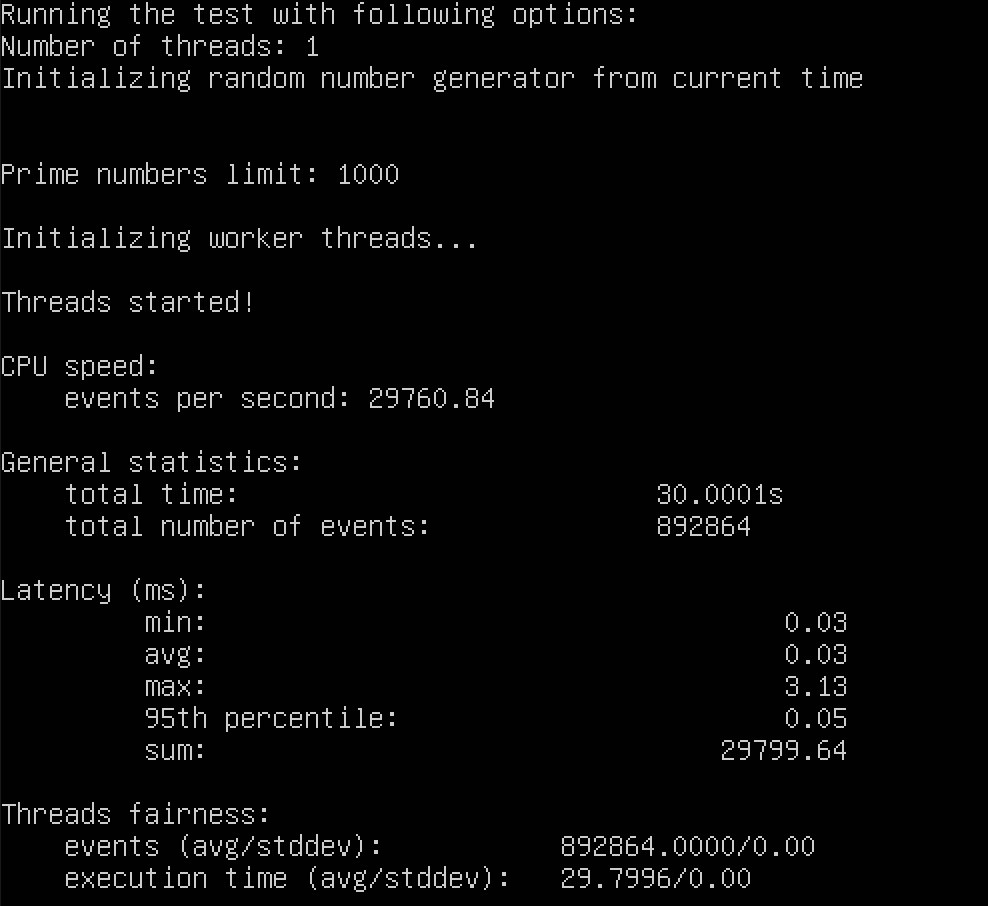 Running the test with following options:
Number of threads: 1
Initializing random number generator from current time
Prime numbers limit: 1000
Initializing worker threads...
Threads started!
CPU speed:
events per second: 29760.84
General statistics:
total time: 30.0001s
total number of events: 892864
Latency (ms):
min: 0.03
avg: 0.03
max: 3.13
95th percentile: 0.05
sum: 29799.64
Threads fairness:
events (avg/stddev): 892864.0000/0.00
execution time (avg/stddev): 29.7996/0.00